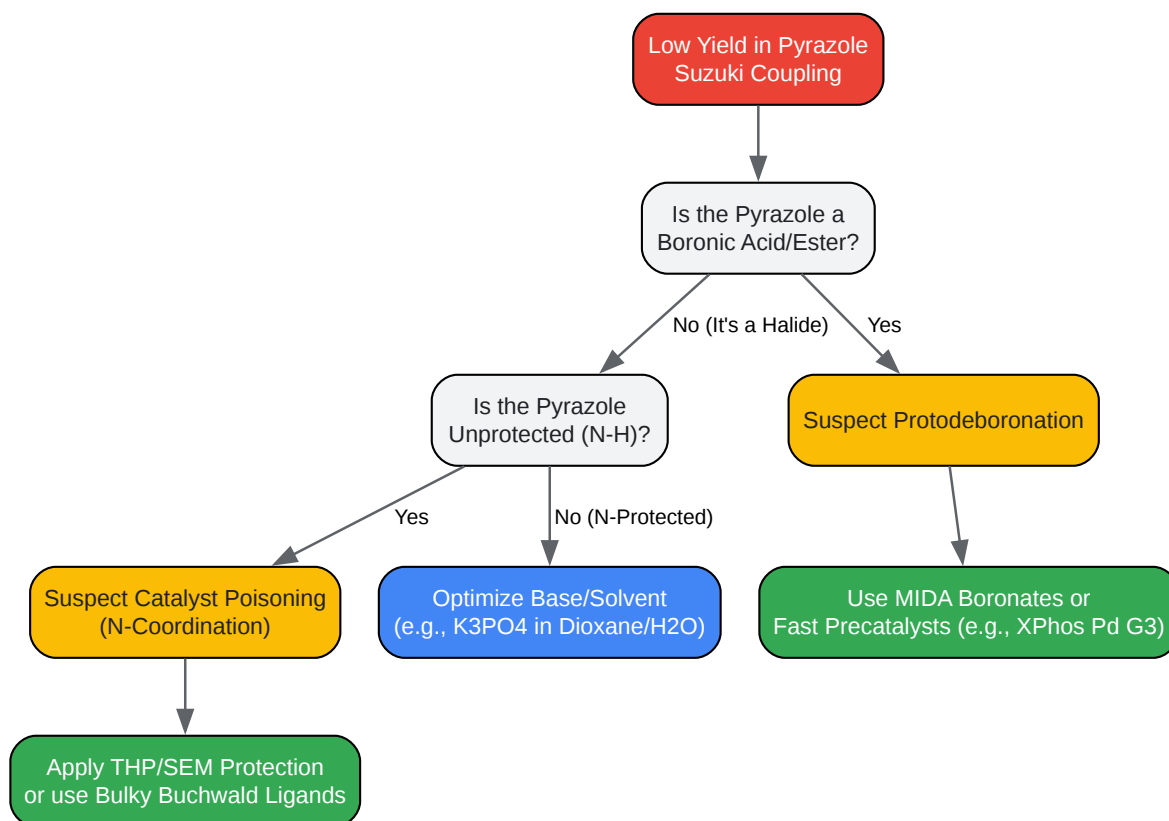 Low Yield in Pyrazole
Suzuki Coupling
Is the Pyrazole a
Boronic Acid/Ester?
No (It's a Halide)
Yes
Is the Pyrazole
Unprotected (N-H)?
Suspect Protodeboronation
Yes
No (N-Protected)
Suspect Catalyst Poisoning
(N-Coordination)
Optimize Base/Solvent
(e.g., K3PO4 in Dioxane/H2O)
Use MIDA Boronates or
Fast Precatalysts (e.g., XPhos Pd G3)
Apply THP/SEM Protection
or use Bulky Buchwald Ligands